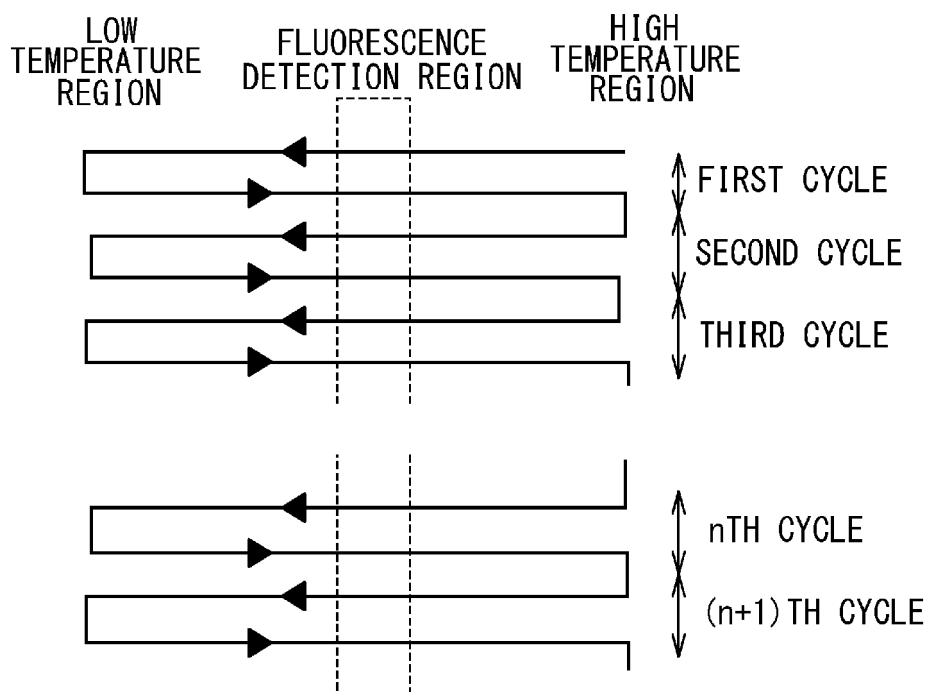 LOW
TEMPERATURE
REGION
FLUORESCENCE
DETECTION REGION
HIGH
TEMPERATURE
REGION
FIRST CYCLE
SECOND CYCLE
THIRD CYCLE
nTH CYCLE
(n+1)TH CYCLE